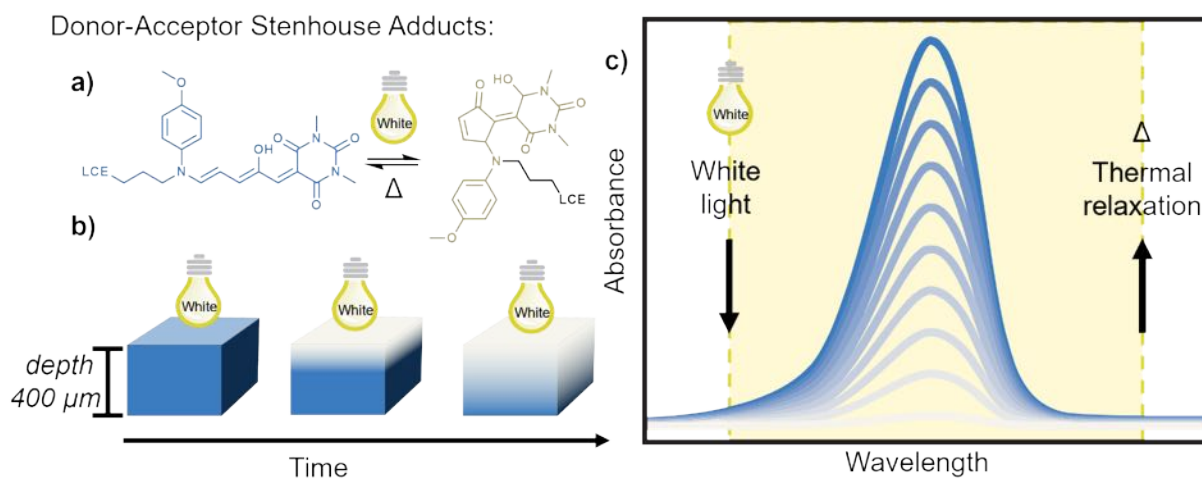 Donor-Acceptor Stenhouse Adducts:
a)
O
N
LCE
OH
O
O
N
N
O
O
White
Δ
O
HO
N
O
N
O
O
N
LCE
O
b)
White
White
White
depth
400 µm
Time
c)
White
White
light
Δ
Thermal
relaxation
Absorbance
Wavelength